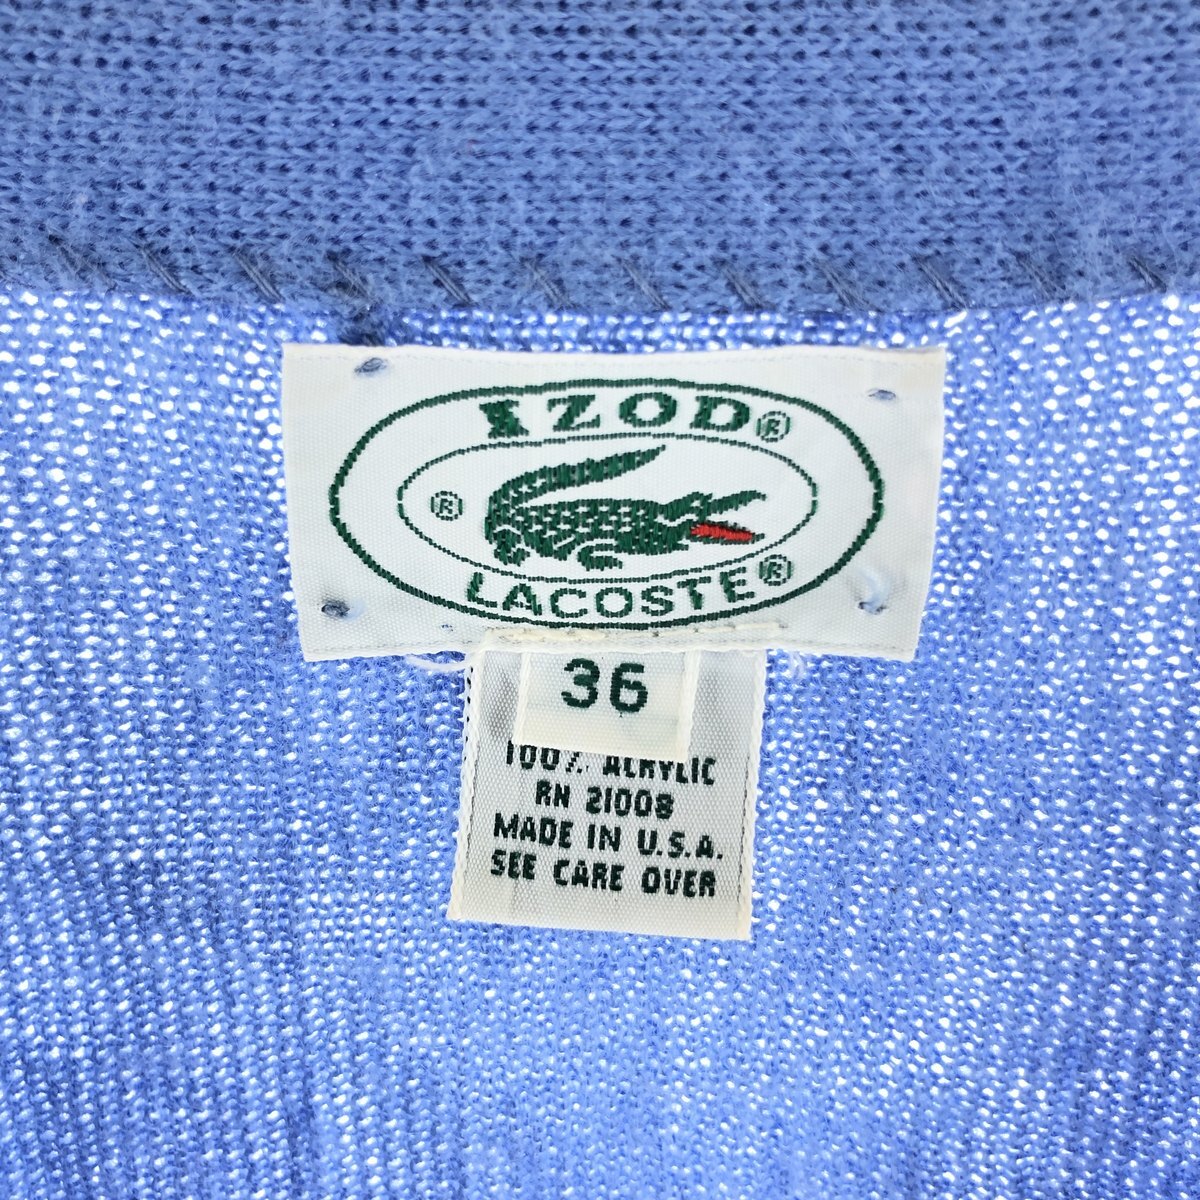 IZOD®
®
LACOSTE®
36
100% ACRYLIC
RN 21008
MADE IN U.S.A.
SEE CARE OVER